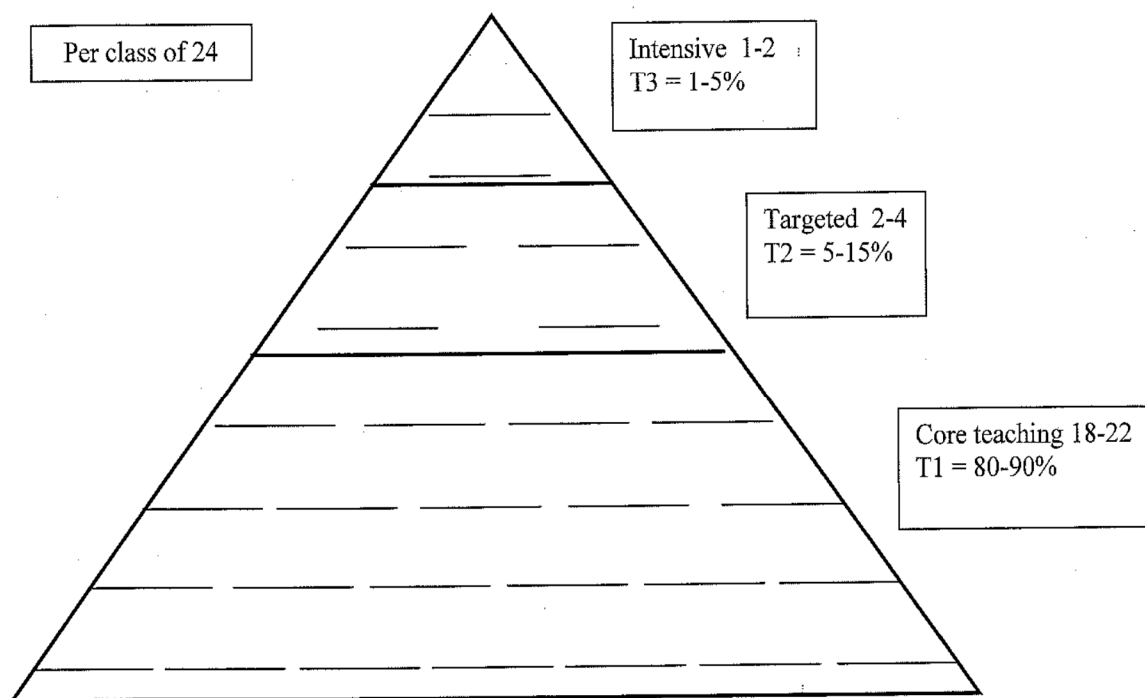 Per class of 24
Intensive 1-2
T3 = 1-5%
Targeted 2-4
T2 = 5-15%
Core teaching 18-22
T1 = 80-90%